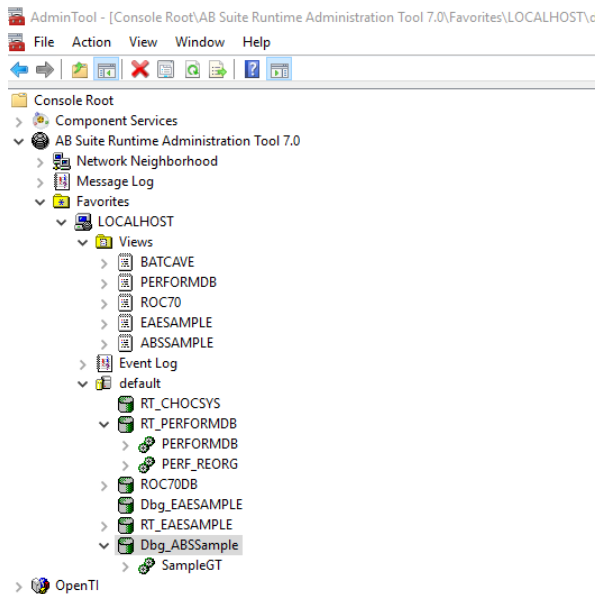 AdminTool - [Console Root\AB Suite Runtime Administration Tool 7.0\Favorites\LOCALHOST\
File Action View Window Help
Console Root
Component Services
AB Suite Runtime Administration Tool 7.0
Network Neighborhood
Message Log
Favorites
LOCALHOST
Views
BATCAVE
PERFORMDB
ROC70
EAESAMPLE
ABSSAMPLE
Event Log
default
RT_CHOCSYS
RT_PERFORMDB
PERFORMDB
PERF_REORG
ROC70DB
Dbg_EAESAMPLE
RT_EAESAMPLE
Dbg_ABSSample
SampleGT
OpenTI